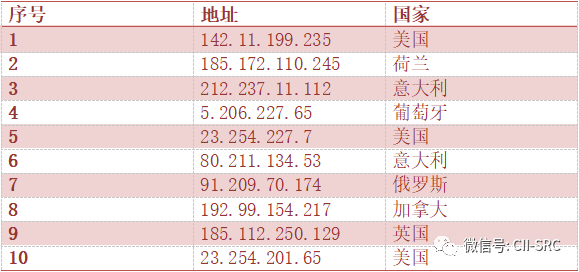 序号 地址 国家
1 142.11.199.235 美国
2 185.172.110.245 荷兰
3 212.237.11.112 意大利
4 5.206.227.65 葡萄牙
5 23.254.227.7 美国
6 80.211.134.53 意大利
7 91.209.70.174 俄罗斯
8 192.99.154.217 加拿大
9 185.112.250.129 英国
10 23.254.201.65 美国
微信号: CII-SRC